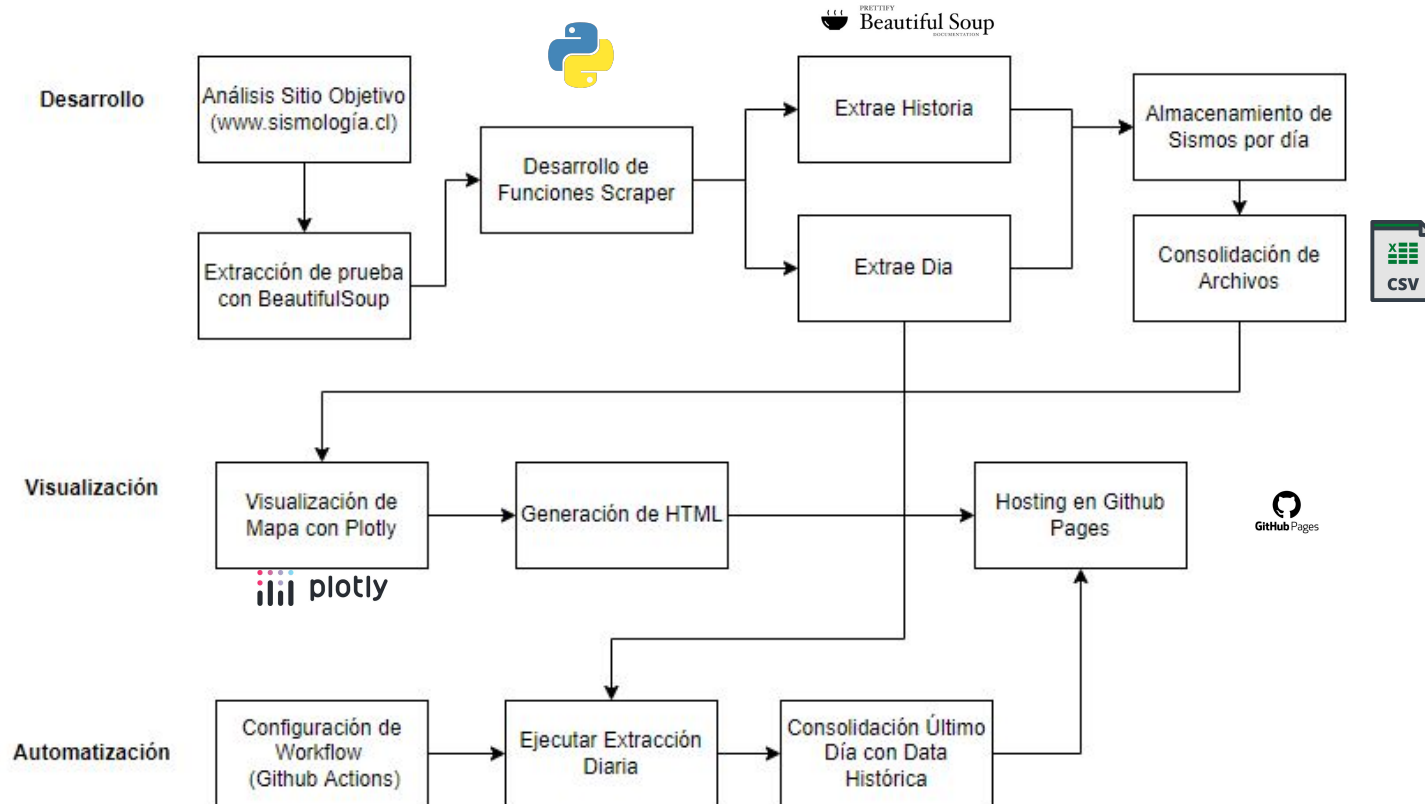 PRETTIFY
Beautiful Soup
DOCUMENTATION
Desarrollo
Análisis Sitio Objetivo
(www.sismología.cl)
Extracción de prueba
con BeautifulSoup
Desarrollo de
Funciones Scraper
Extrae Historia
Extrae Dia
Almacenamiento de
Sismos por día
Consolidación de
Archivos
X
CSV
Visualización
Visualización de
Mapa con Plotly
plotly
Generación de HTML
Hosting en Github
Pages
GitHub Pages
Automatización
Configuración de
Workflow
(Github Actions)
Ejecutar Extracción
Diaria
Consolidación Último
Día con Data
Histórica